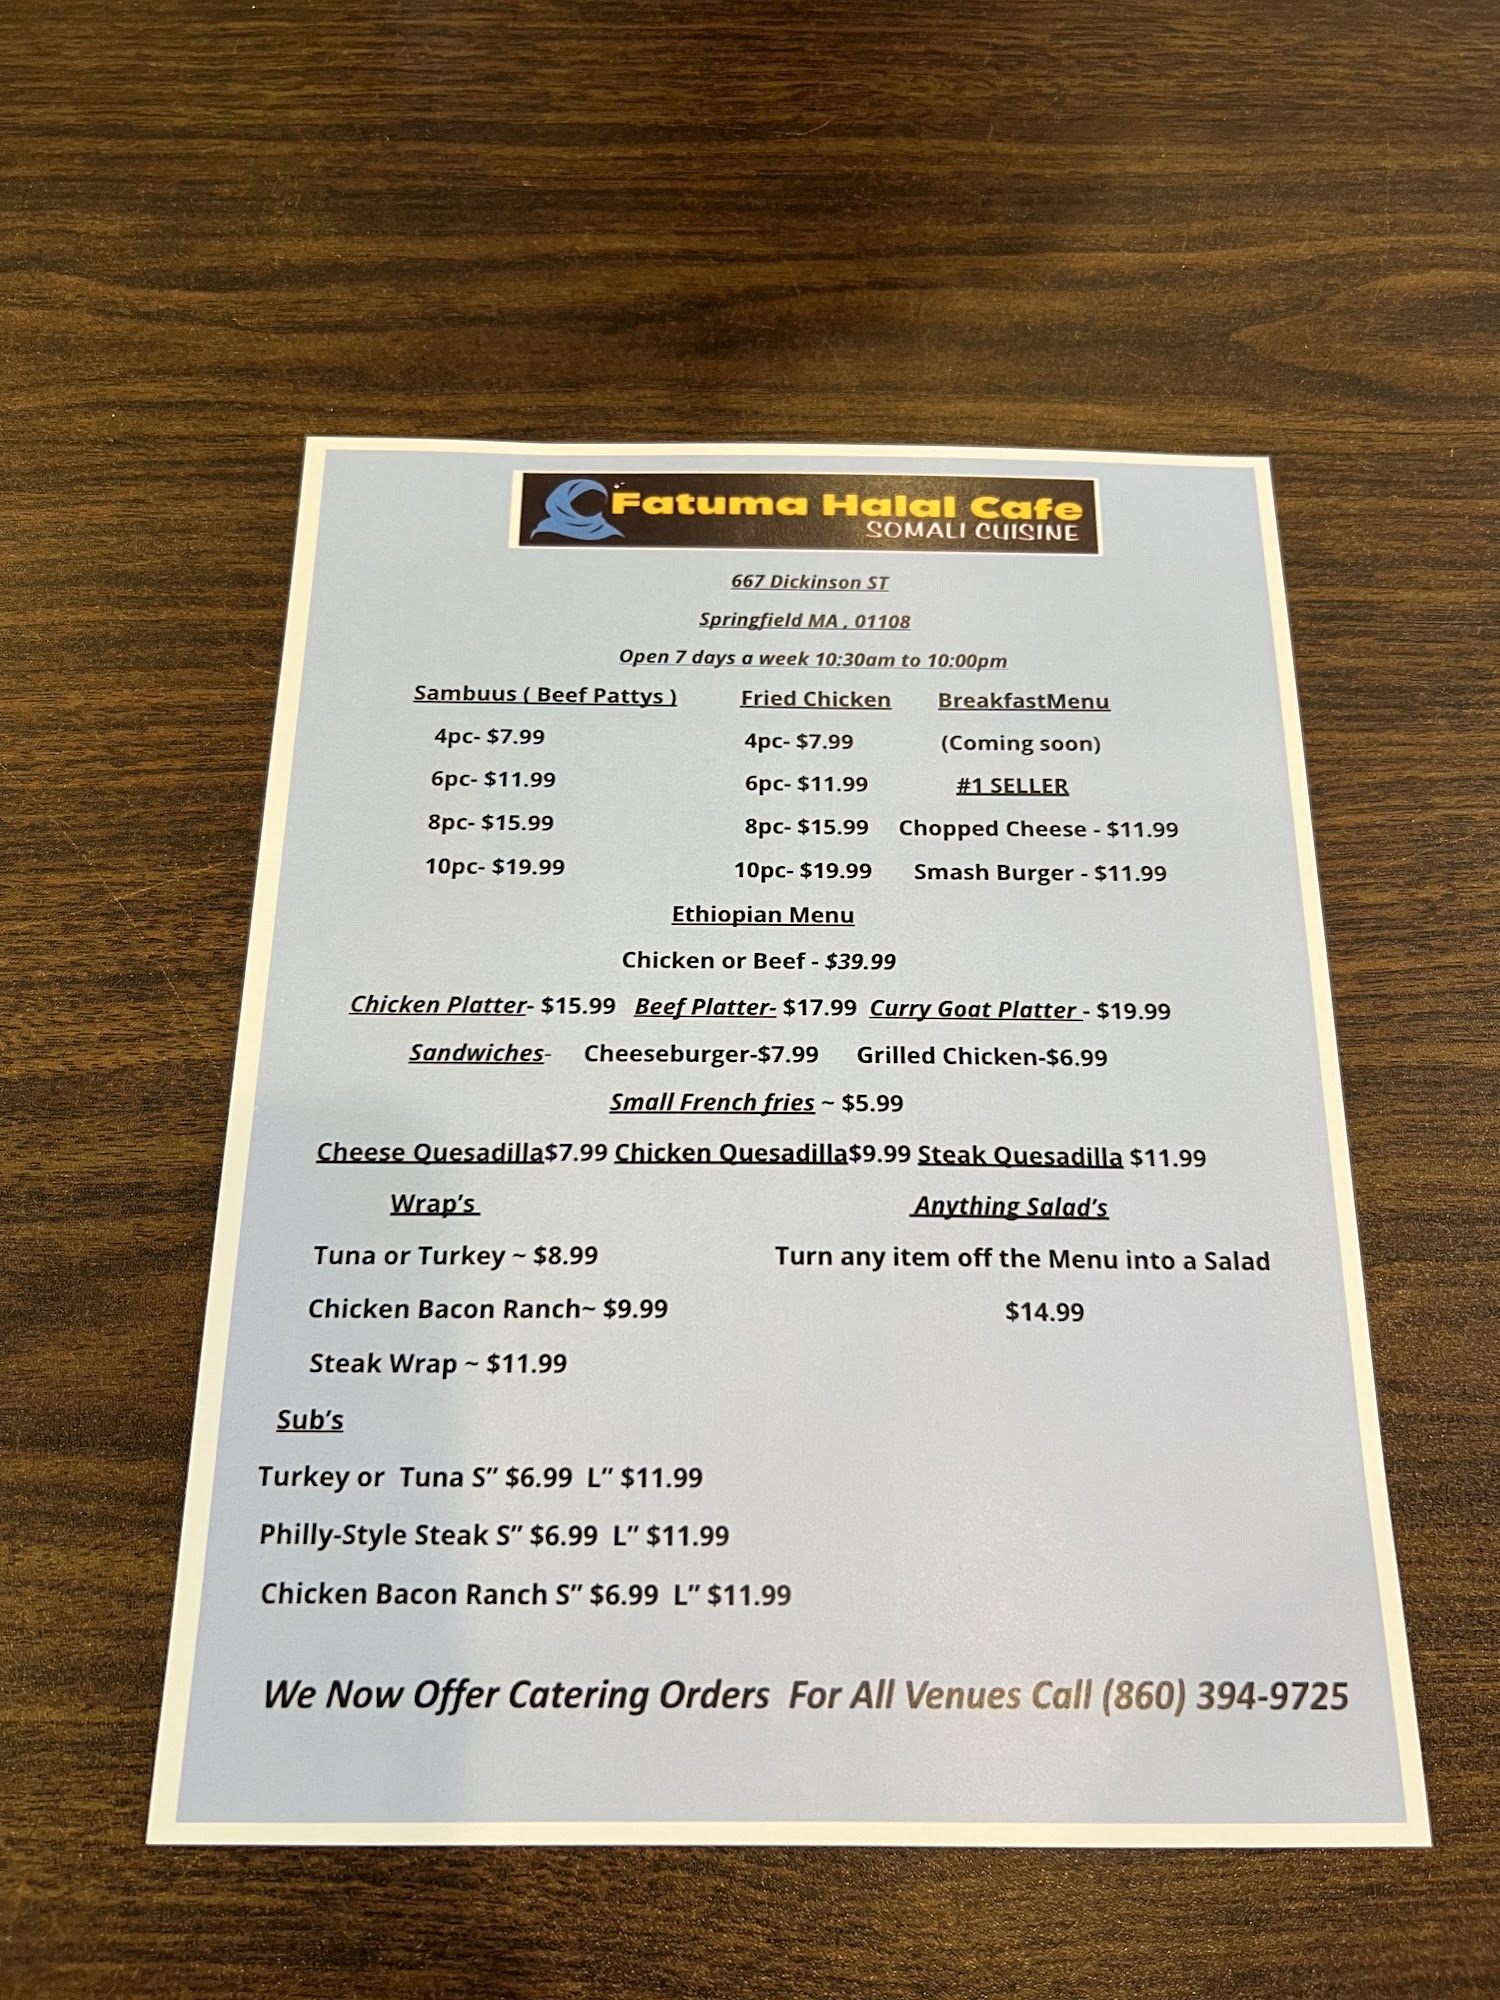 Fatuma Halal Cafe
SOMALI CUISINE
667 Dickinson ST
Springfield MA , 01108
Open 7 days a week 10:30am to 10:00pm
Sambuus ( Beef Pattys ) Fried Chicken BreakfastMenu
4pc- $7.99 4pc- $7.99 (Coming soon)
6pc- $11.99 6pc- $11.99 #1 SELLER
8pc- $15.99 8pc- $15.99 Chopped Cheese - $11.99
10pc- $19.99 10pc- $19.99 Smash Burger - $11.99
Ethiopian Menu
Chicken or Beef - $39.99
Chicken Platter- $15.99 Beef Platter- $17.99 Curry Goat Platter - $19.99
Sandwiches- Cheeseburger-$7.99 Grilled Chicken-$6.99
Small French fries ~ $5.99
Cheese Quesadilla$7.99 Chicken Quesadilla$9.99 Steak Quesadilla $11.99
Wrap’s Anything Salad’s
Tuna or Turkey ~ $8.99 Turn any item off the Menu into a Salad
Chicken Bacon Ranch~ $9.99 $14.99
Steak Wrap ~ $11.99
Sub’s
Turkey or Tuna S” $6.99 L” $11.99
Philly-Style Steak S” $6.99 L” $11.99
Chicken Bacon Ranch S” $6.99 L” $11.99
We Now Offer Catering Orders For All Venues Call (860) 394-9725